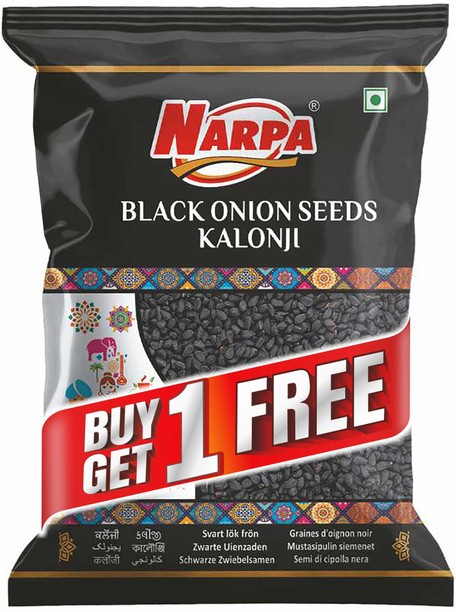 NARPA®
BLACK ONION SEEDS
KALONJI
BUY
GET
1 FREE
Svart lök frön
Zwarte Uienzaden
Schwarze Zwiebelsamen
Graines d'oignon noir
Mustasipulin siemenet
Semi di cipolla nera